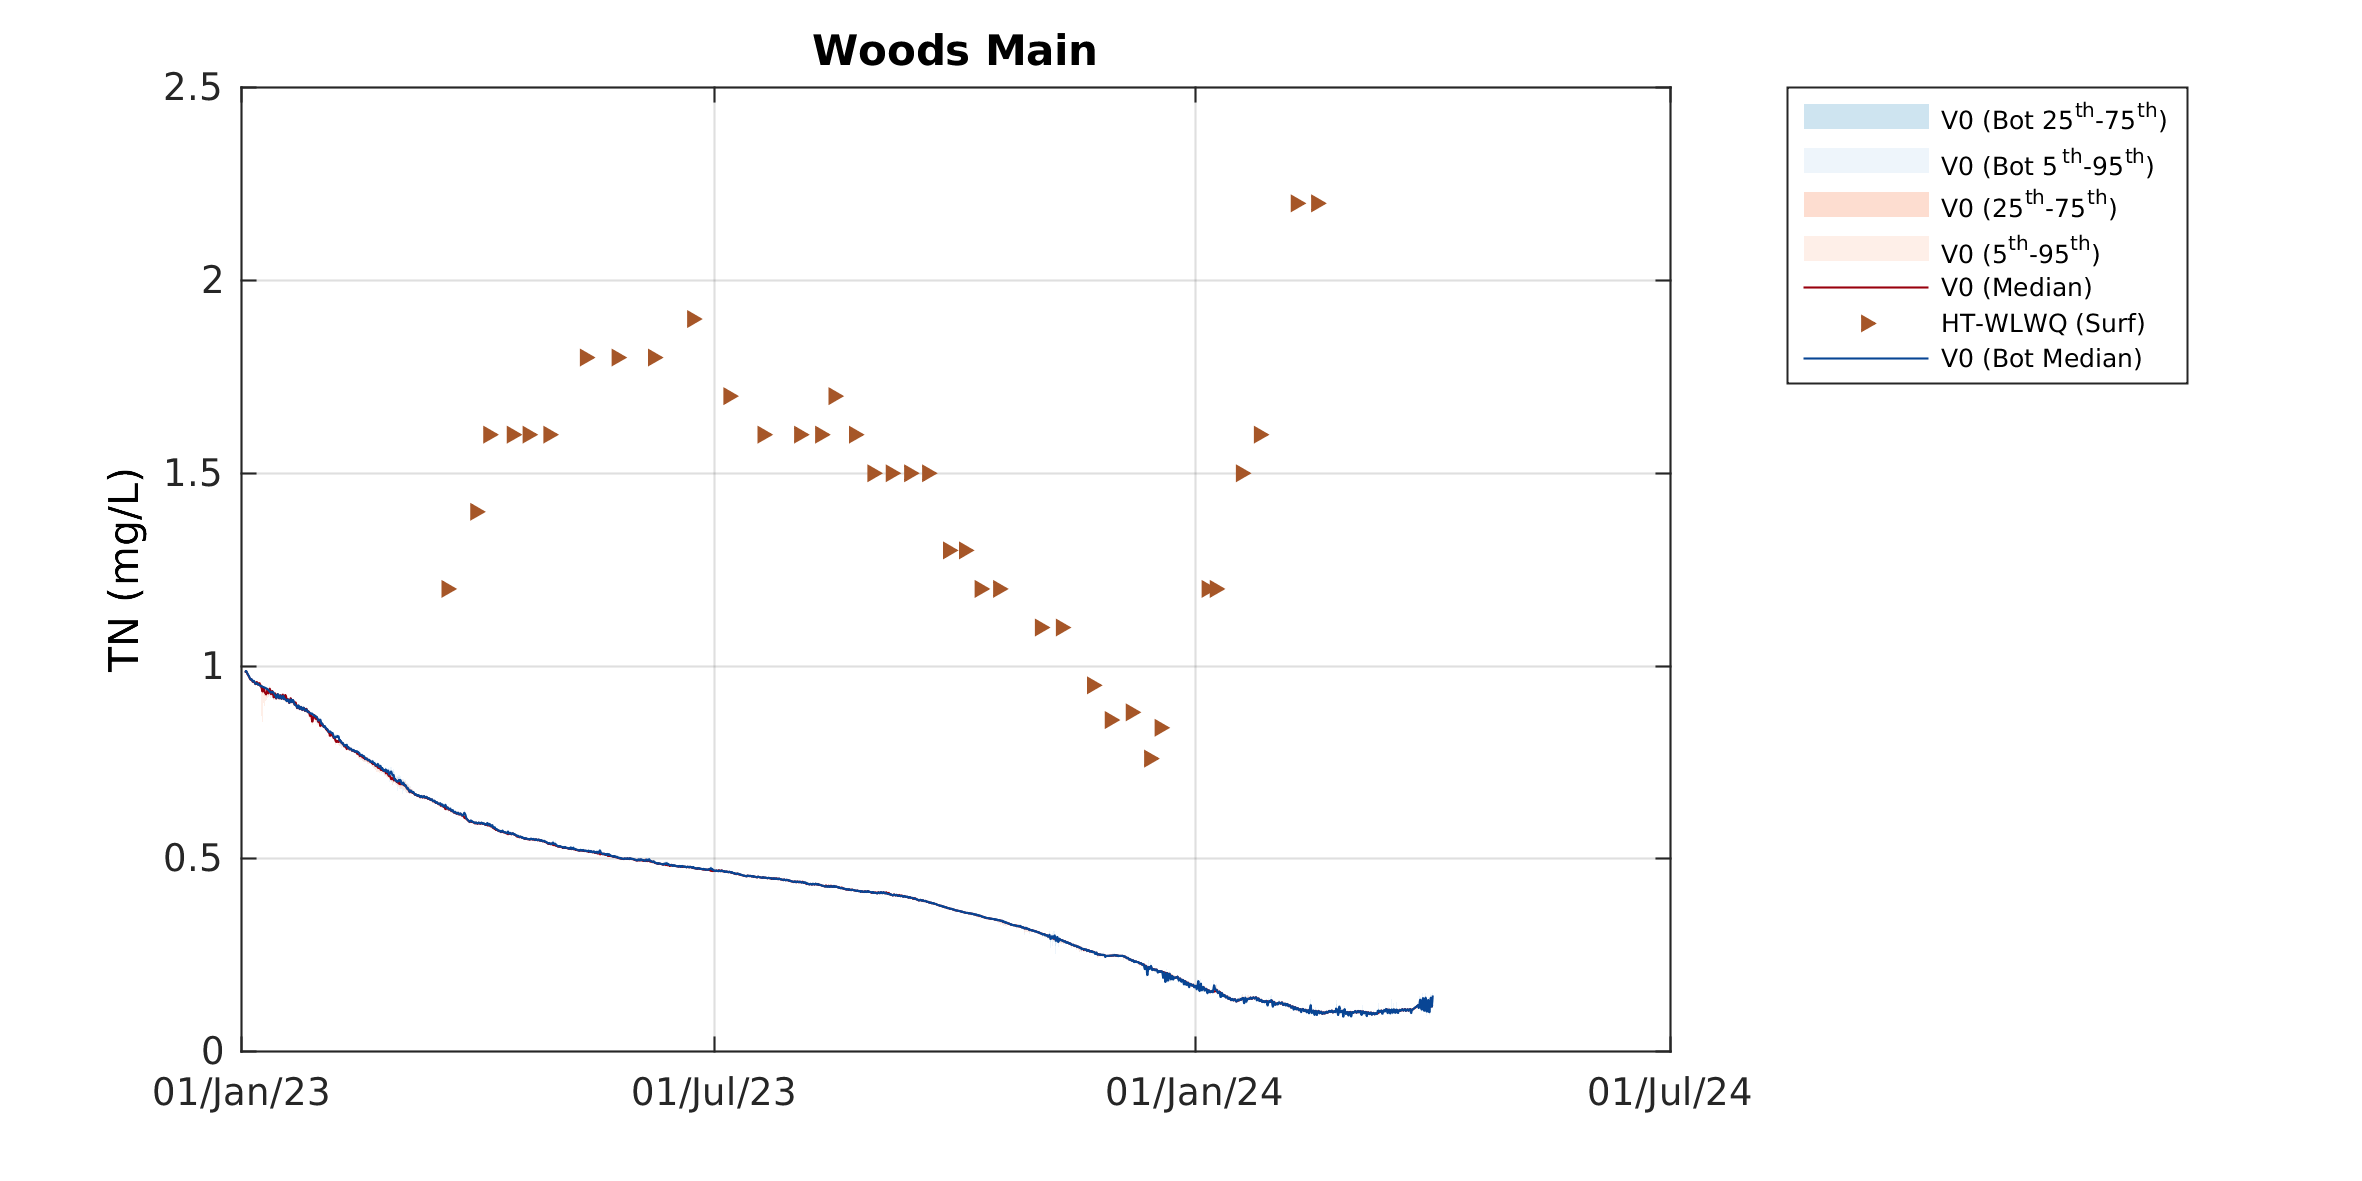 Woods Main
2.5
2
1.5
1
0.5
0
TN (mg/L)
01/Jan/23
01/Jul/23
01/Jan/24
01/Jul/24
V0 (Bot 25th-75th)
V0 (Bot 5th-95th)
V0 (25th-75th)
V0 (5th-95th)
V0 (Median)
HT-WLWQ (Surf)
V0 (Bot Median)